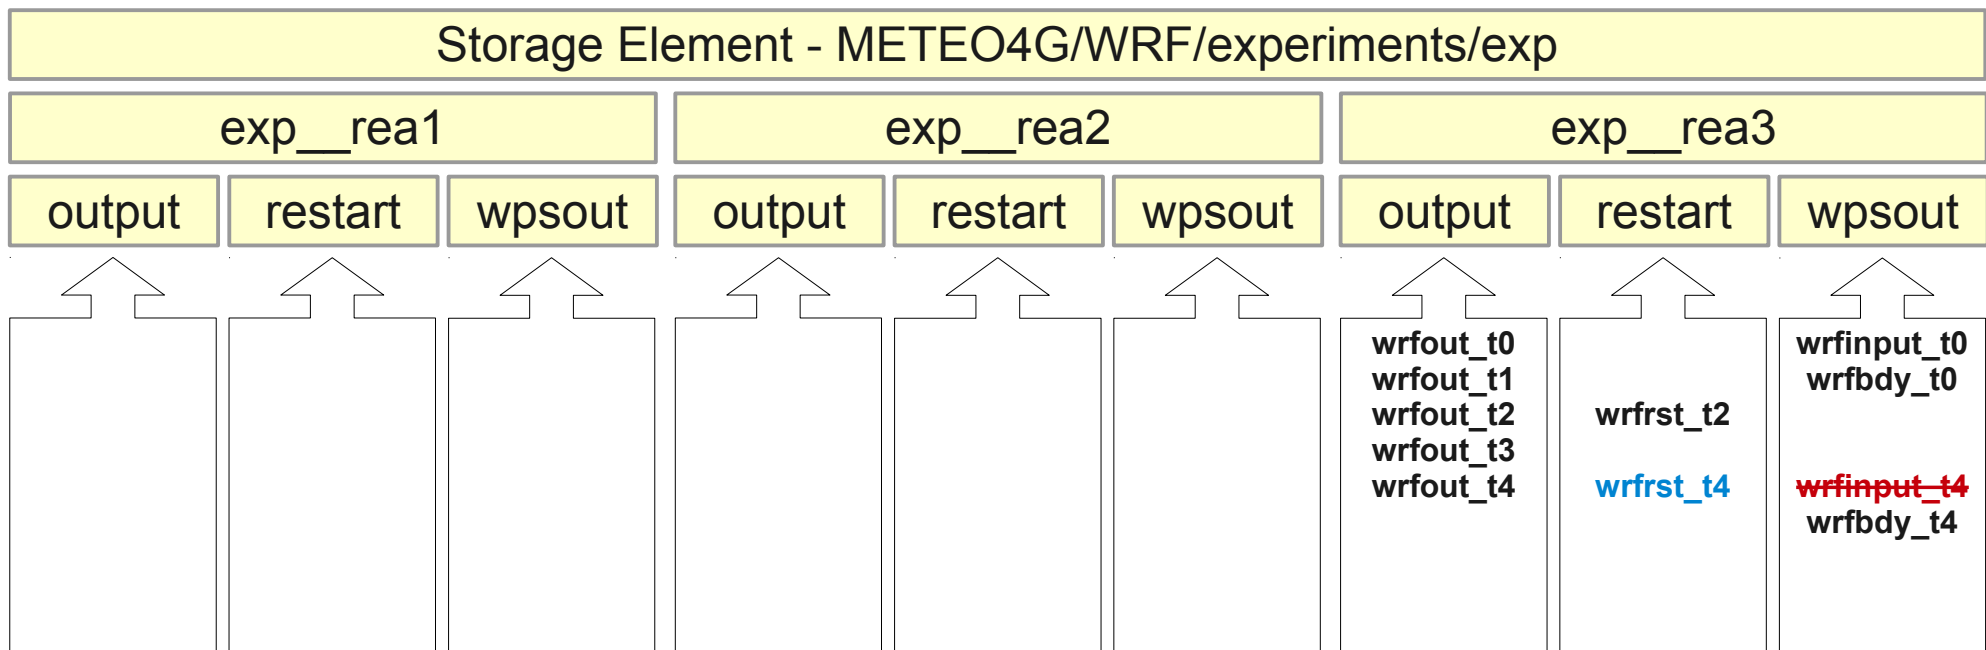 Storage Element - METEO4G/WRF/experiments/exp
exp__rea1
exp__rea2
exp__rea3
output
restart
wpsout
output
restart
wpsout
output
restart
wpsout
wrfout_t0
wrfout_t1
wrfout_t2
wrfout_t3
wrfout_t4
wrfrst_t2
wrfrst_t4
wrfinput_t0
wrfbdy_t0
wrfinput_t4
wrfbdy_t4